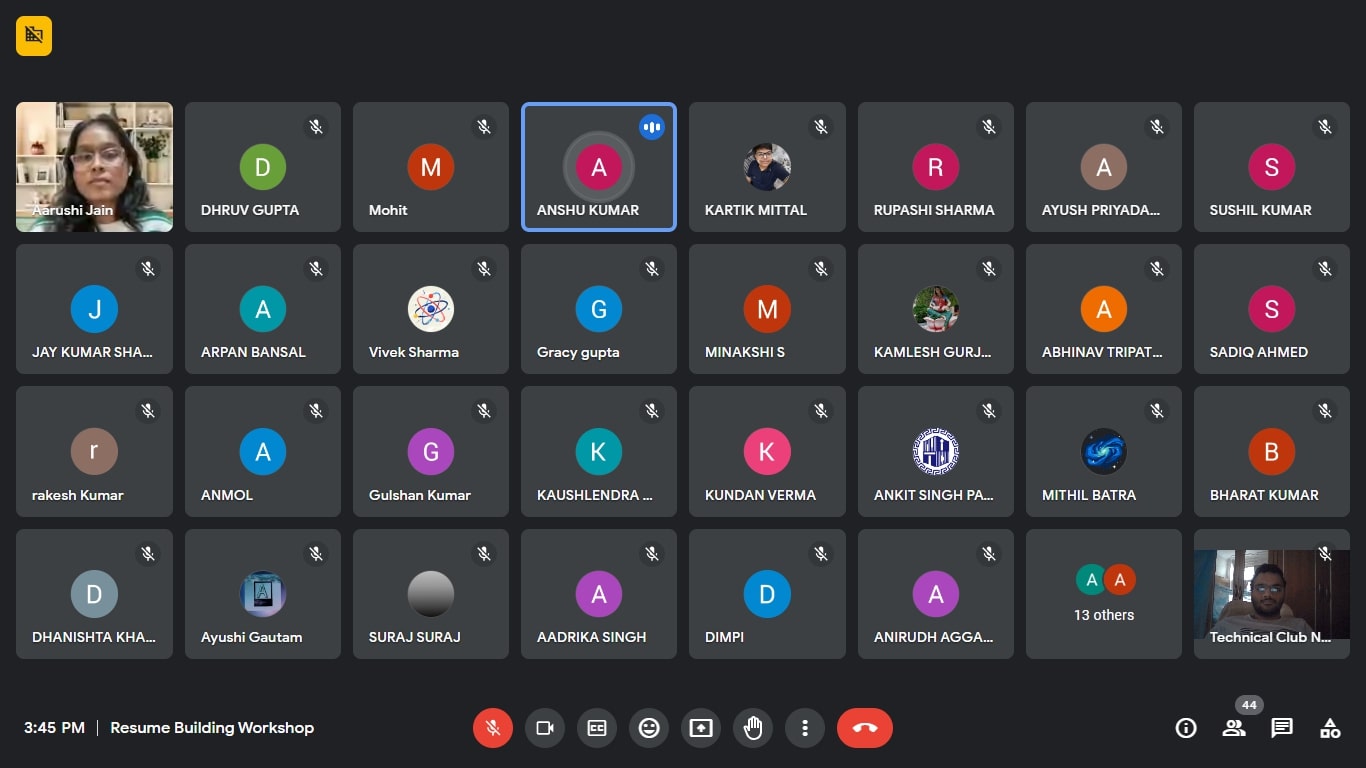 Aarushi Jain
D
DHRUV GUPTA
M
Mohit
A
ANSHU KUMAR
KARTIK MITTAL
R
RUPASHI SHARMA
A
AYUSH PRIYADA...
S
SUSHIL KUMAR
J
JAY KUMAR SHA...
A
ARPAN BANSAL
Vivek Sharma
G
Gracy gupta
M
MINAKSHI S
KAMLESH GURJ...
A
ABHINAV TRIPAT...
S
SADIQ AHMED
r
rakesh Kumar
A
ANMOL
G
Gulshan Kumar
K
KAUSHLENDRA ...
K
KUNDAN VERMA
ANKIT SINGH PA...
MITHIL BATRA
B
BHARAT KUMAR
D
DHANISHTA KHA...
A
Ayushi Gautam
SURAJ SURAJ
A
AADRIKA SINGH
D
DIMPI
A
ANIRUDH AGGA...
A A
13 others
Technical Club N...
3:45 PM | Resume Building Workshop
CC
44